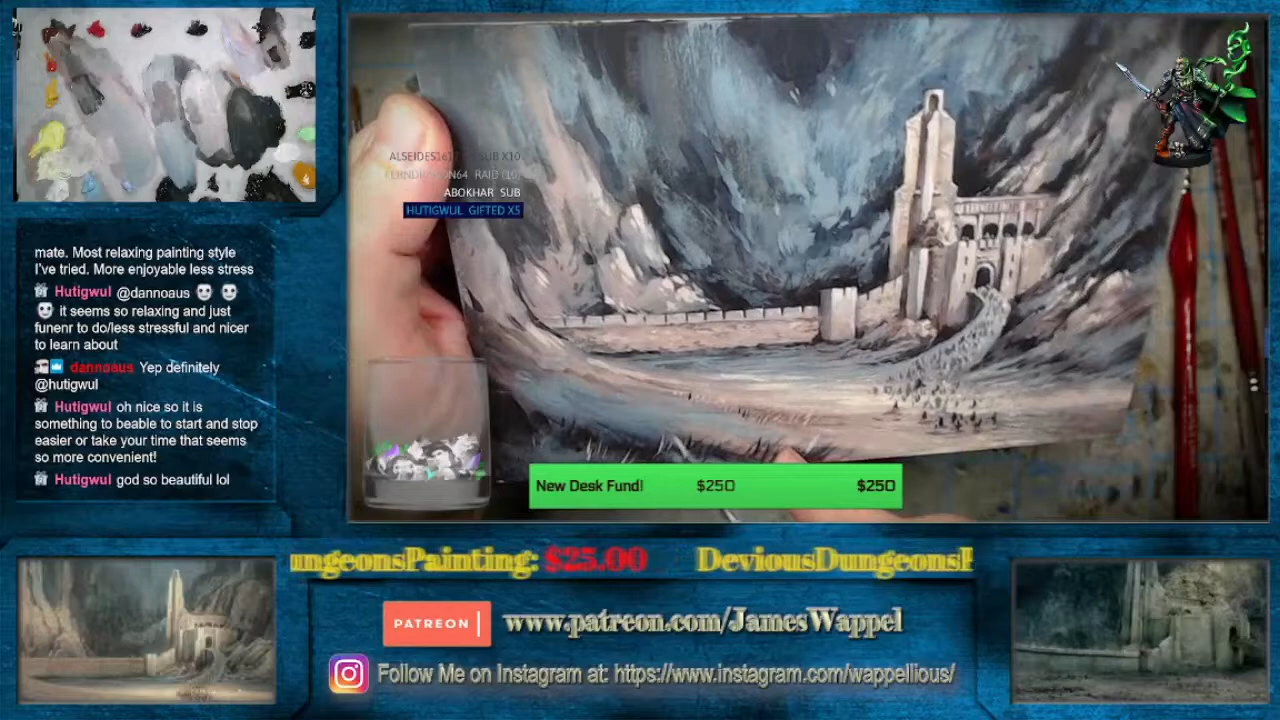 mate. Most relaxing painting style
I've tried. More enjoyable less stress
Hutigwul @dannoaus
it seems so relaxing and just
funenr to do/less stressful and nicer
to learn about
dannoaus Yep definitely
@hutigwul
Hutigwul oh nice so it is
something to beable to start and stop
easier or take your time that seems
so more convenient!
Hutigwul god so beautiful lol
SUB X10
RAID (10)
ABOKHAR SUB
HUTIGWUL GIFTED X5
New Desk Fund! $250 $250
ungeonsPainting: $25.00 DeviousDungeonsP
PATREON www.patreon.com/JamesWappel
Follow Me on Instagram at: https://www.instagram.com/wappellious/